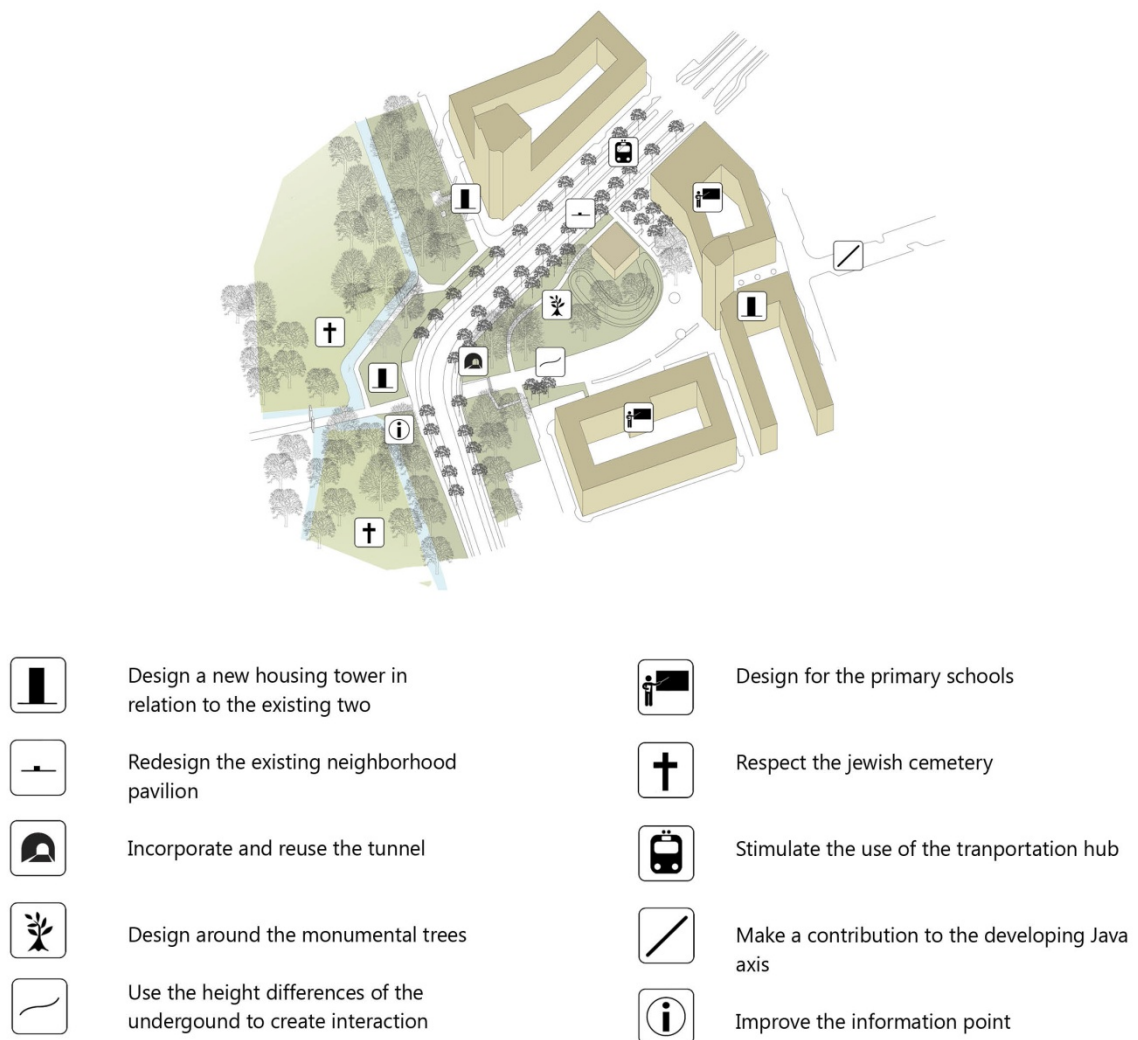 Design a new housing tower in
relation to the existing two
Redesign the existing neighborhood
pavilion
Incorporate and reuse the tunnel
Design around the monumental trees
Use the height differences of the
undergound to create interaction
Design for the primary schools
Respect the jewish cemetery
Stimulate the use of the tranportation hub
Make a contribution to the developing Java
axis
Improve the information point